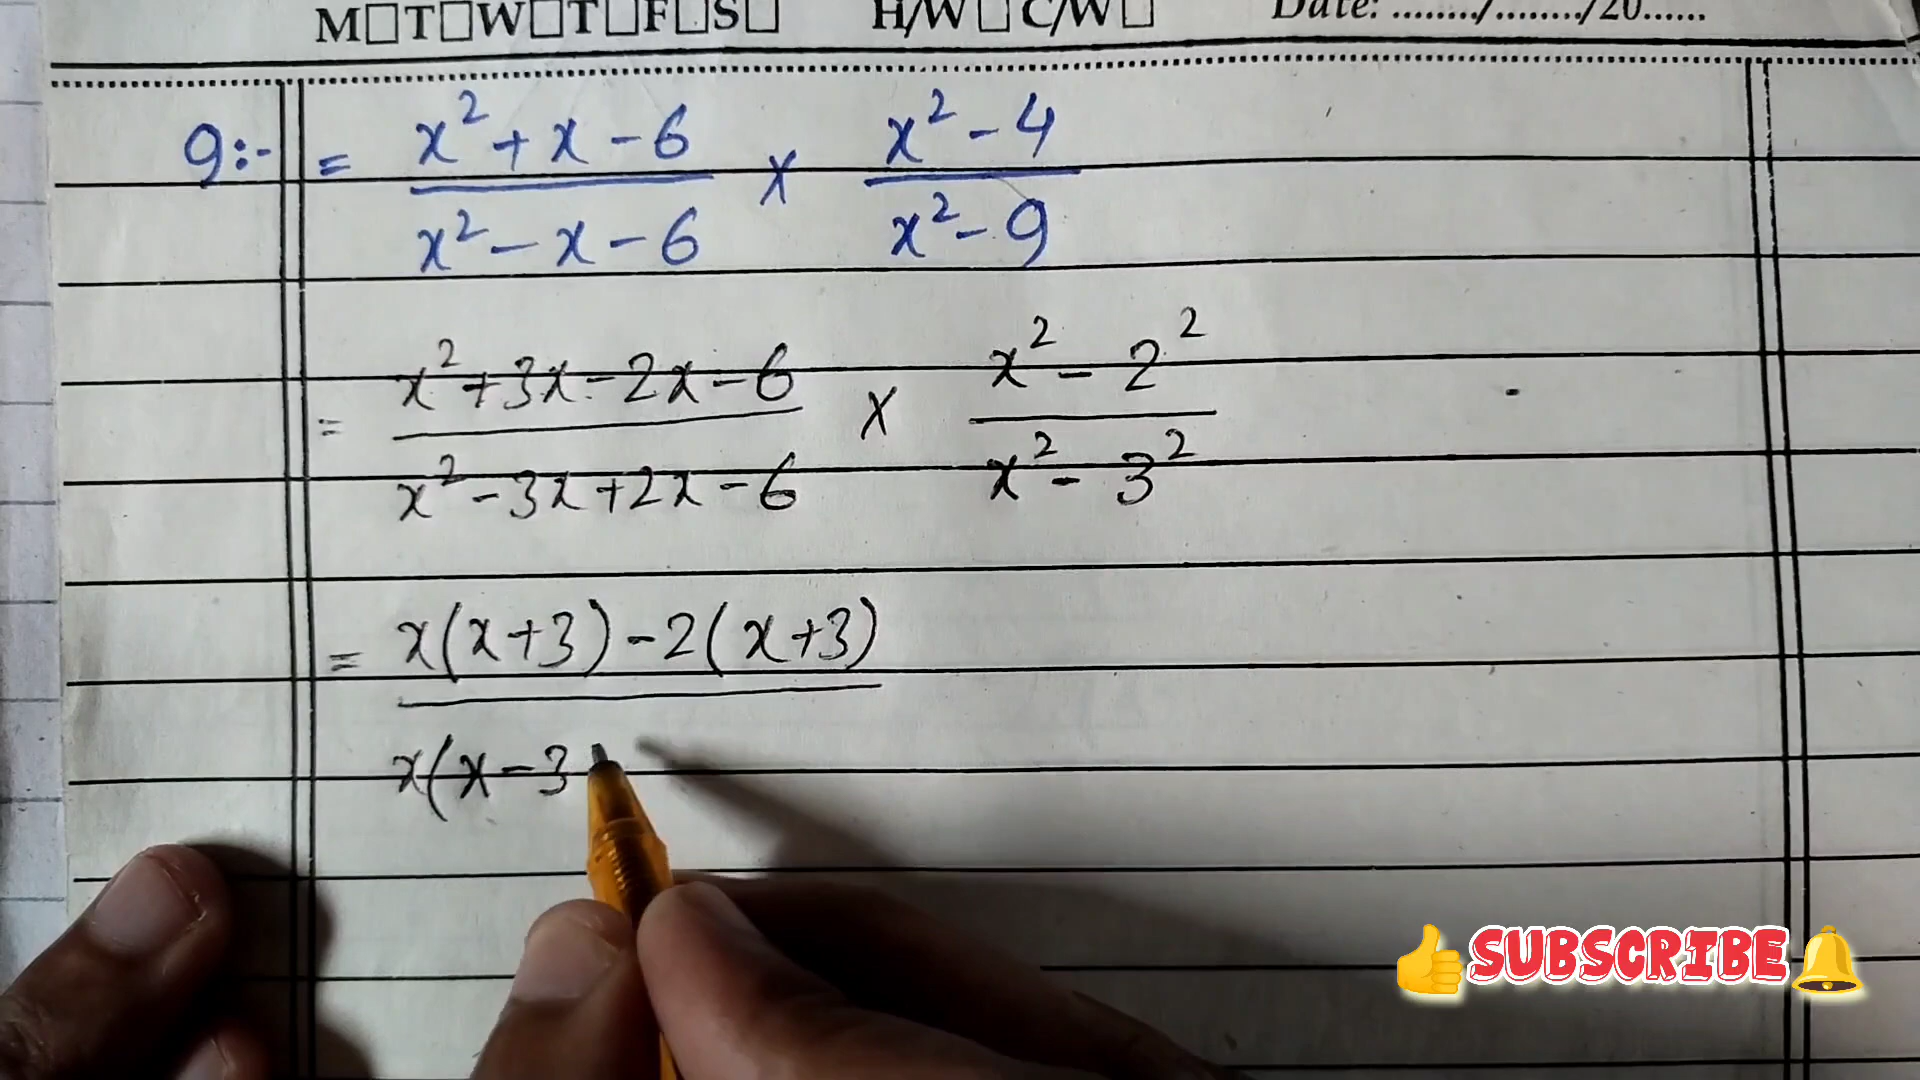 M□T□W□T□F□S□ H/W□ C/W□ Date: ......../......../20......
9:- = x² + x - 6 / x² - x - 6 × x² - 4 / x² - 9
= x² + 3x - 2x - 6 / x² - 3x + 2x - 6 × x² - 2² / x² - 3²
= x(x+3) - 2(x+3)
x(x-3
SUBSCRIBE